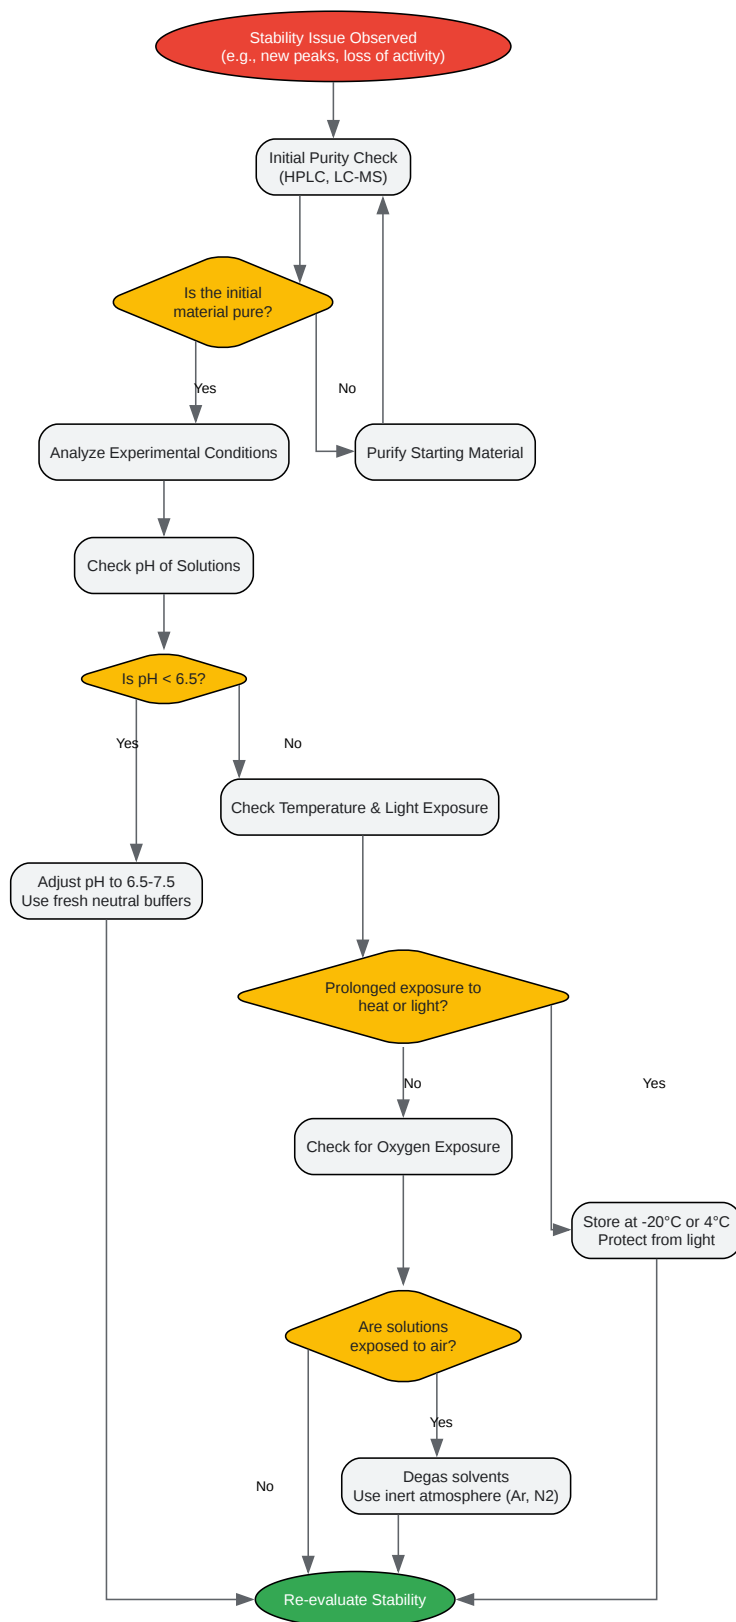 Stability Issue Observed
(e.g., new peaks, loss of activity)
Initial Purity Check
(HPLC, LC-MS)
Is the initial
material pure?
Yes
No
Analyze Experimental Conditions
Purify Starting Material
Check pH of Solutions
Is pH < 6.5?
Yes
No
Check Temperature & Light Exposure
Adjust pH to 6.5-7.5
Use fresh neutral buffers
Prolonged exposure to
heat or light?
No
Yes
Check for Oxygen Exposure
Store at -20°C or 4°C
Protect from light
Are solutions
exposed to air?
Yes
No
Degas solvents
Use inert atmosphere (Ar, N2)
Re-evaluate Stability